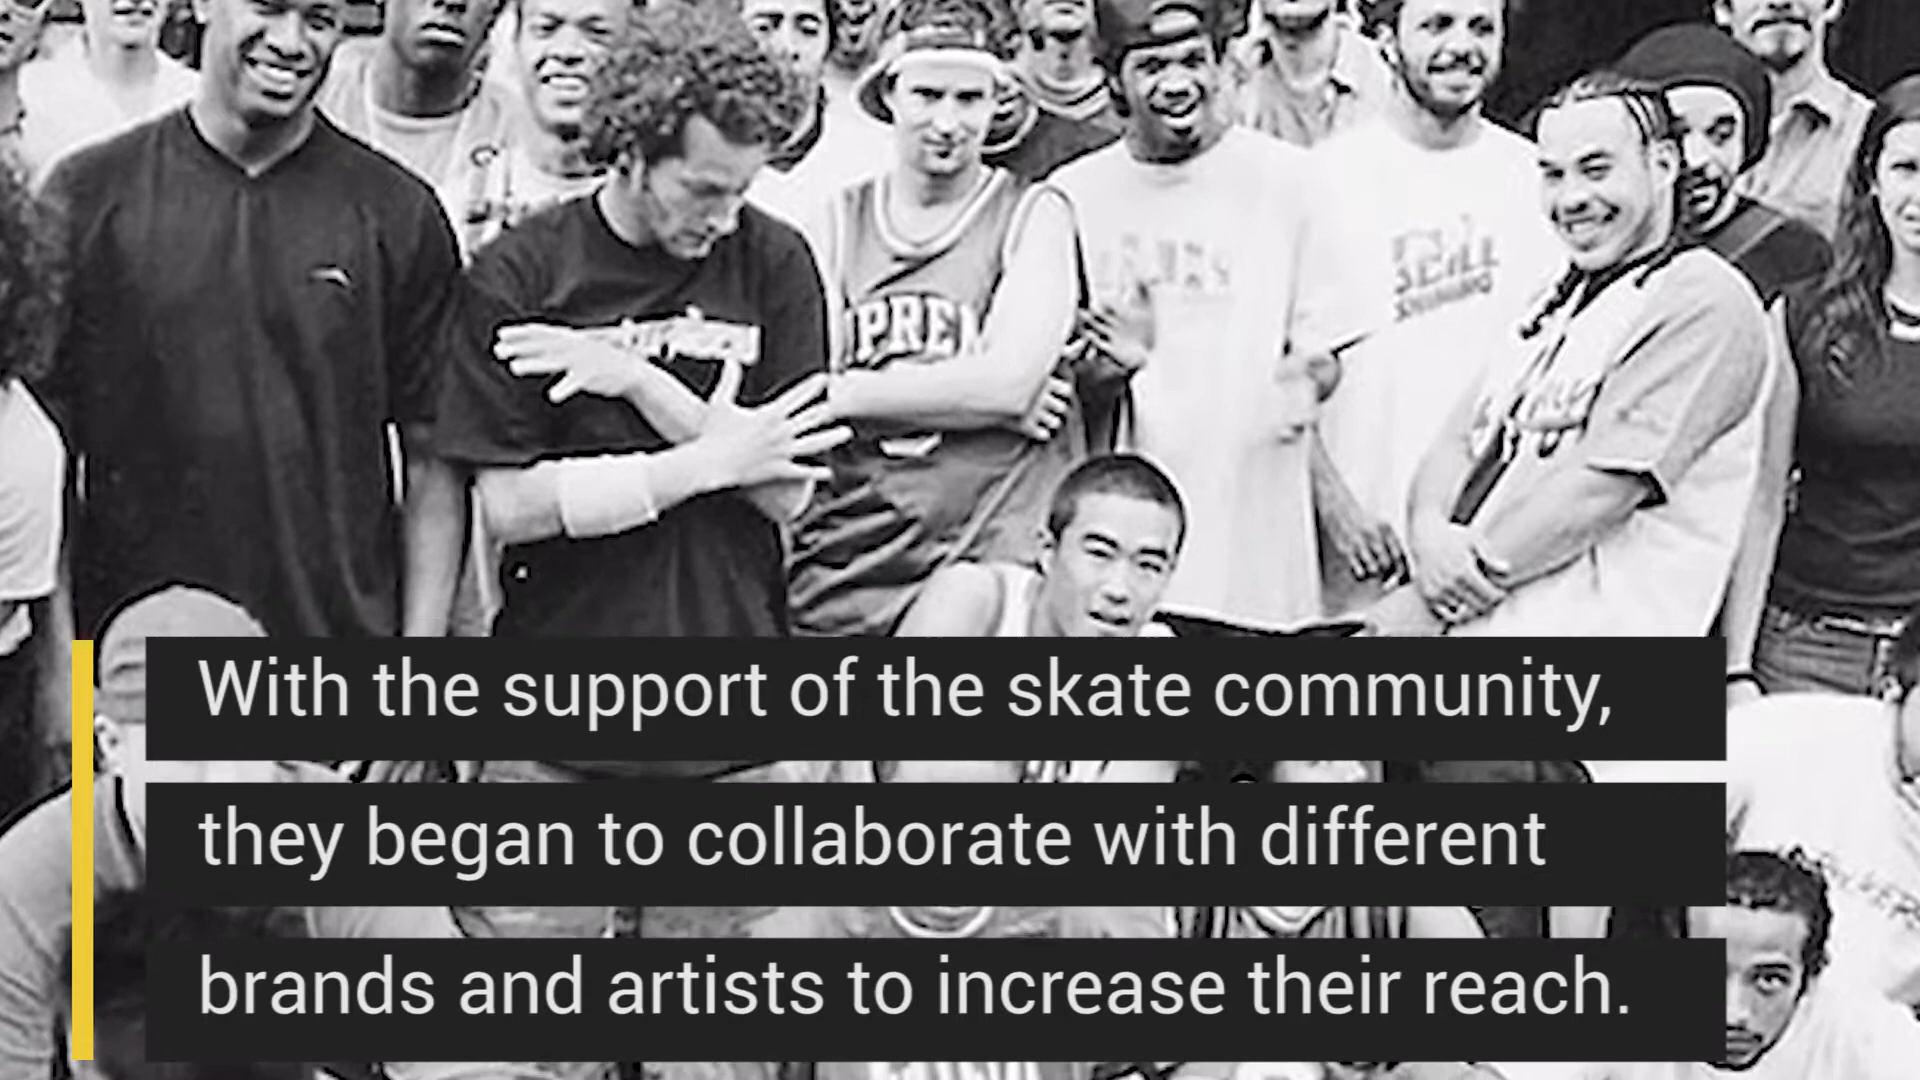 UPREM
With the support of the skate community,
they began to collaborate with different
brands and artists to increase their reach.